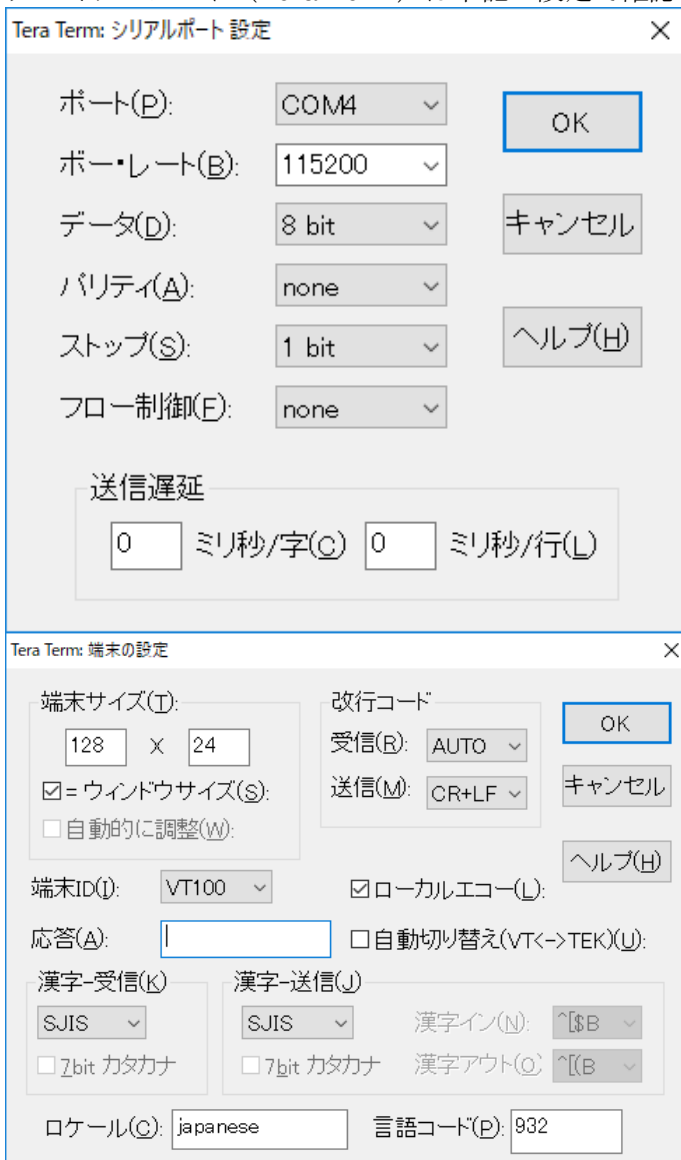 Tera Term: シリアルポート 設定
ポート(P): COM4
OK
ボー・レート(B): 115200
データ(D): 8 bit
キャンセル
パリティ(A): none
ストップ(S): 1 bit
ヘルプ(H)
フロー制御(F): none
送信遅延
0 ミリ秒/字(C) 0 ミリ秒/行(L)
Tera Term: 端末の設定
端末サイズ(T):
128 X 24
= ウィンドウサイズ(S):
自動的に調整(W):
改行コード
受信(R): AUTO
送信(M): CR+LF
OK
キャンセル
ヘルプ(H)
端末ID(I): VT100
ローカルエコー(L):
応答(A):
自動切り替え(VT<->TEK)(U):
漢字-受信(K)
SJIS
7bit カタカナ
漢字-送信(J)
SJIS
7bit カタカナ
漢字イン(N): ^[$B
漢字アウト(O) ^[(B
ロケール(C): japanese
言語コード(P): 932